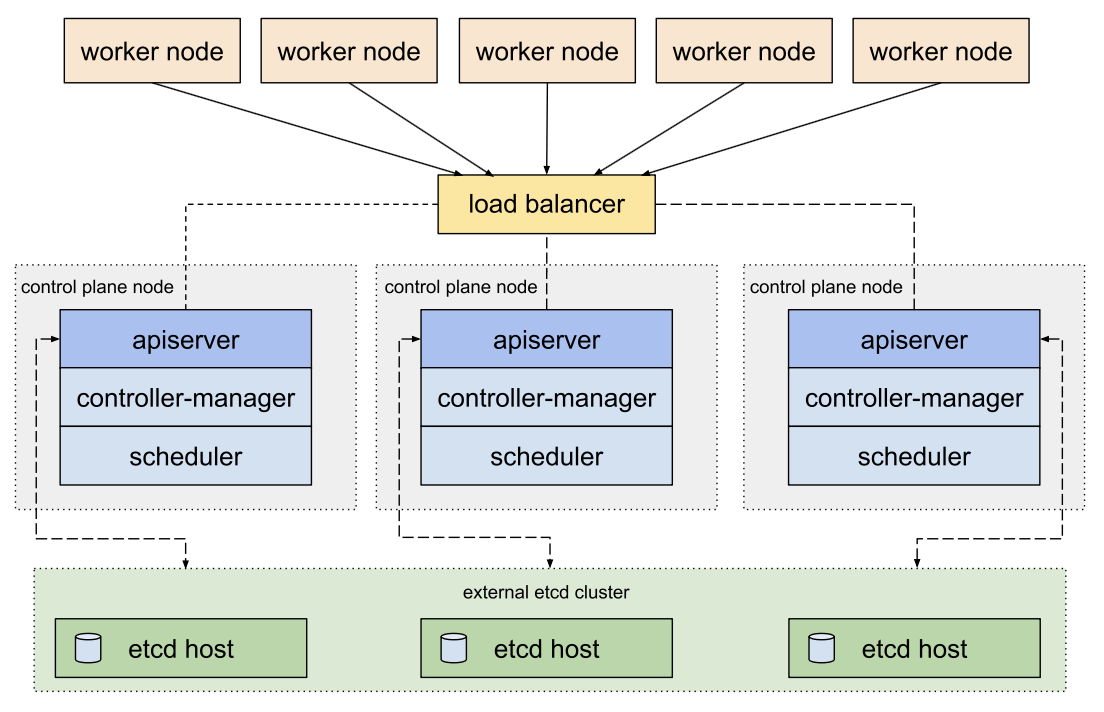 worker node
worker node
worker node
worker node
worker node
load balancer
control plane node
control plane node
control plane node
apiserver
apiserver
apiserver
controller-manager
controller-manager
controller-manager
scheduler
scheduler
scheduler
external etcd cluster
etcd host
etcd host
etcd host